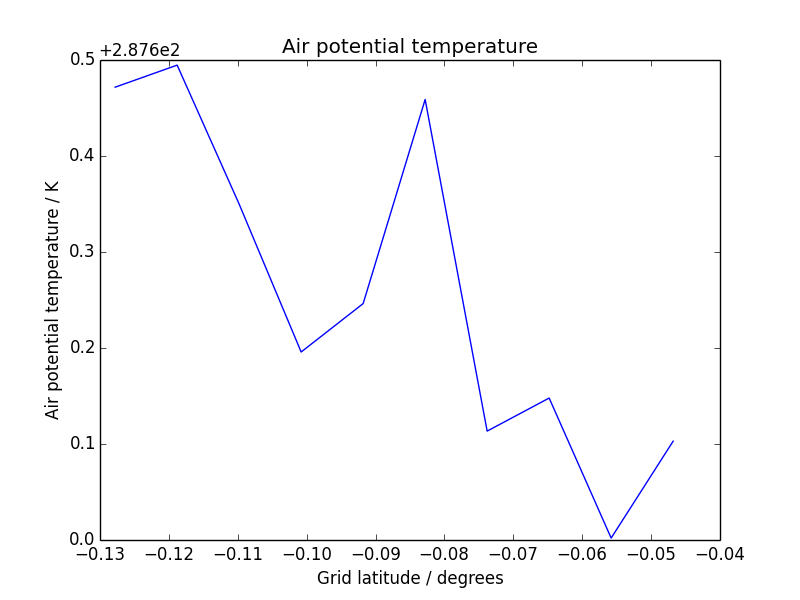 Air potential temperature
+2.876e2
0.5
0.4
0.3
0.2
0.1
0.0
Air potential temperature / K
−0.13 −0.12 −0.11 −0.10 −0.09 −0.08 −0.07 −0.06 −0.05 −0.04
Grid latitude / degrees